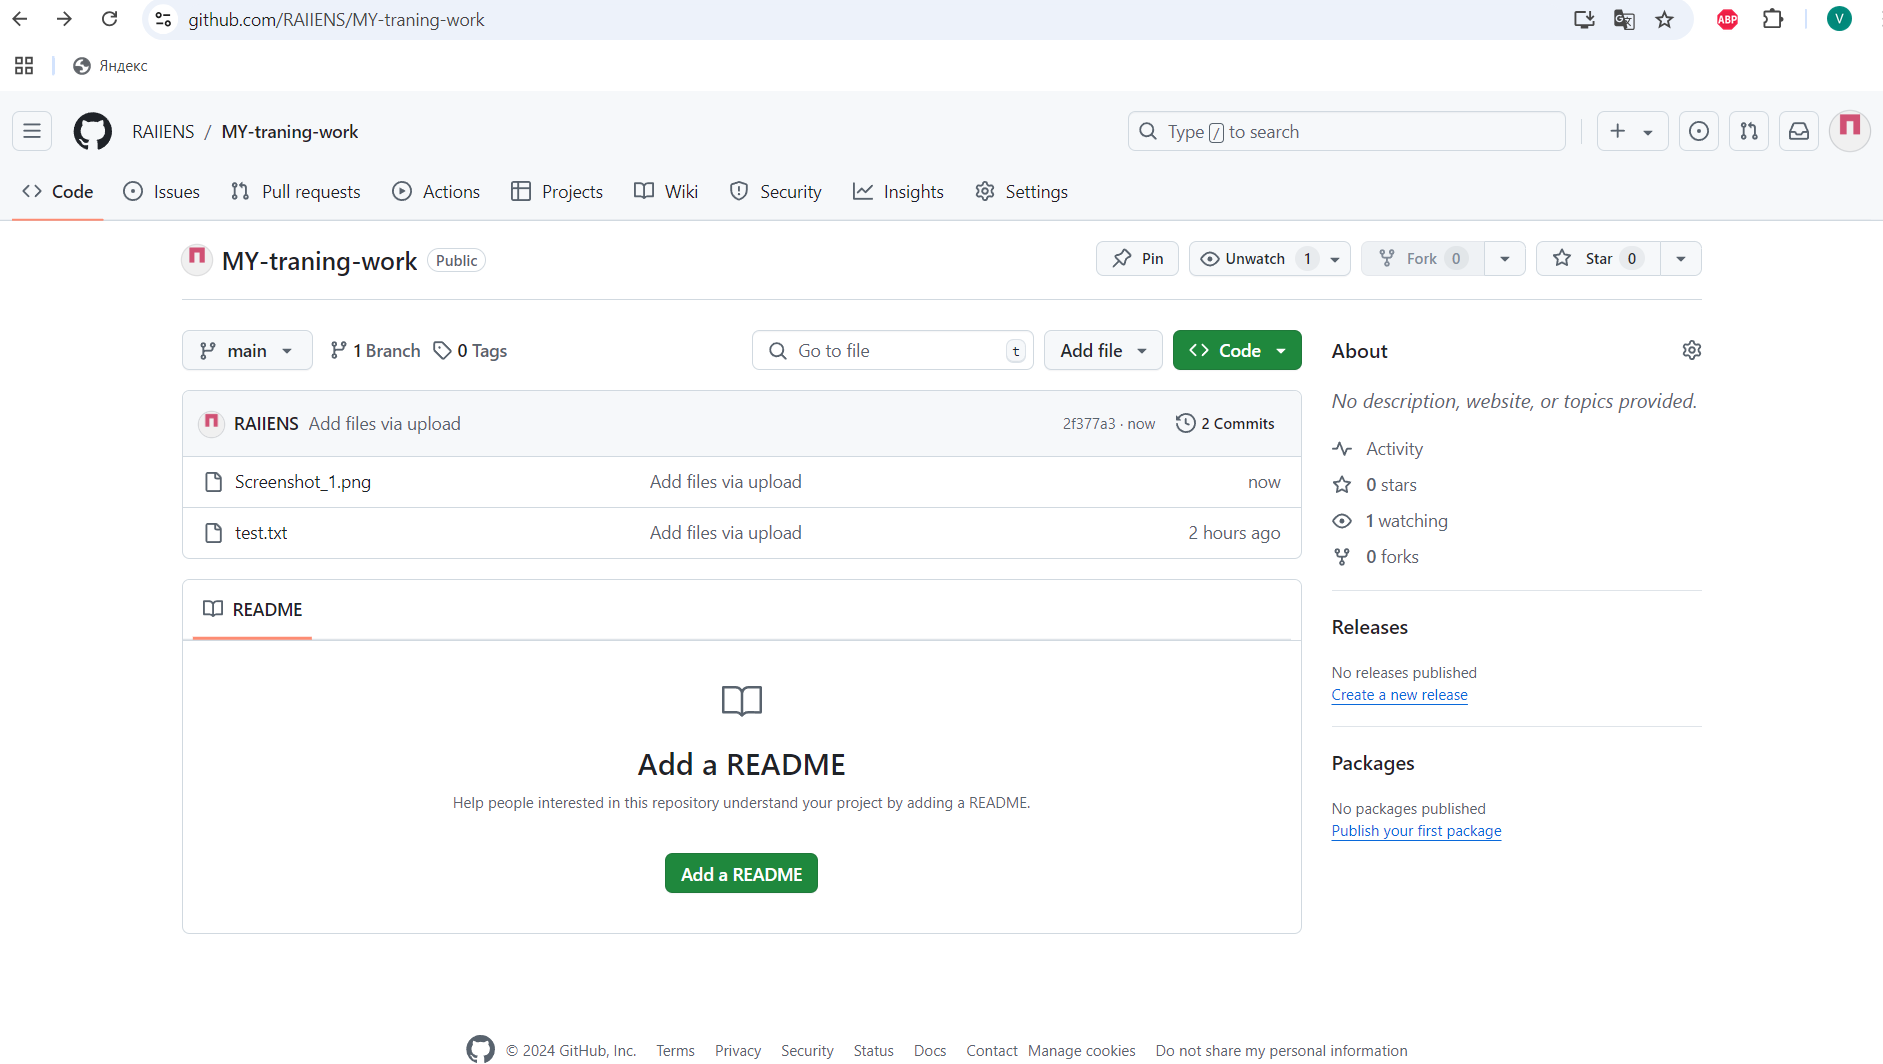 github.com/RAIIENS/MY-traning-work
ABP
V
Яндекс
RAIIENS / MY-traning-work
Type / to search
Code Issues Pull requests Actions Projects Wiki Security Insights Settings
MY-traning-work Public
Pin Unwatch 1 Fork 0 Star 0
main 1 Branch 0 Tags Go to file t Add file Code
RAIIENS Add files via upload 2f377a3 · now 2 Commits
Screenshot_1.png Add files via upload now
test.txt Add files via upload 2 hours ago
README
Add a README
Help people interested in this repository understand your project by adding a README.
Add a README
About
No description, website, or topics provided.
Activity
0 stars
1 watching
0 forks
Releases
No releases published
Create a new release
Packages
No packages published
Publish your first package
© 2024 GitHub, Inc. Terms Privacy Security Status Docs Contact Manage cookies Do not share my personal information